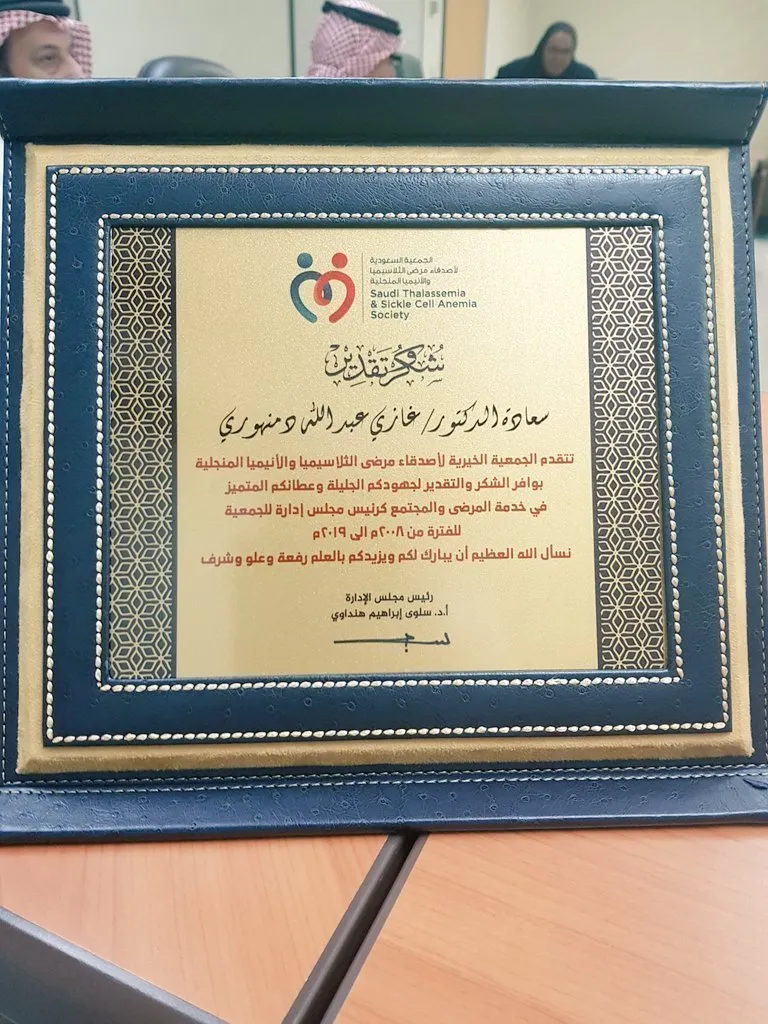 الجمعية السعودية
لأصدقاء مرضى الثلاسيميا
والأنيميا المنجلية
Saudi Thalassemia
& Sickle Cell Anemia
Society
شكر وتقدير
سعادة الدكتور/ غازي عبدالله دمنهوري
تتقدم الجمعية الخيرية لأصدقاء مرضى الثلاسيميا والأنيميا المنجلية
بوافر الشكر والتقدير لجهودكم الجليلة وعطائكم المتميز
في خدمة المرضى والمجتمع كرئيس مجلس إدارة للجمعية
للفترة من ٢٠٠٨م الى ٢٠١٩م
نسأل الله العظيم أن يبارك لكم ويزيدكم بالعلم رفعة وعلو وشرف
رئيس مجلس الإدارة
أ.د. سلوى إبراهيم هنداوي